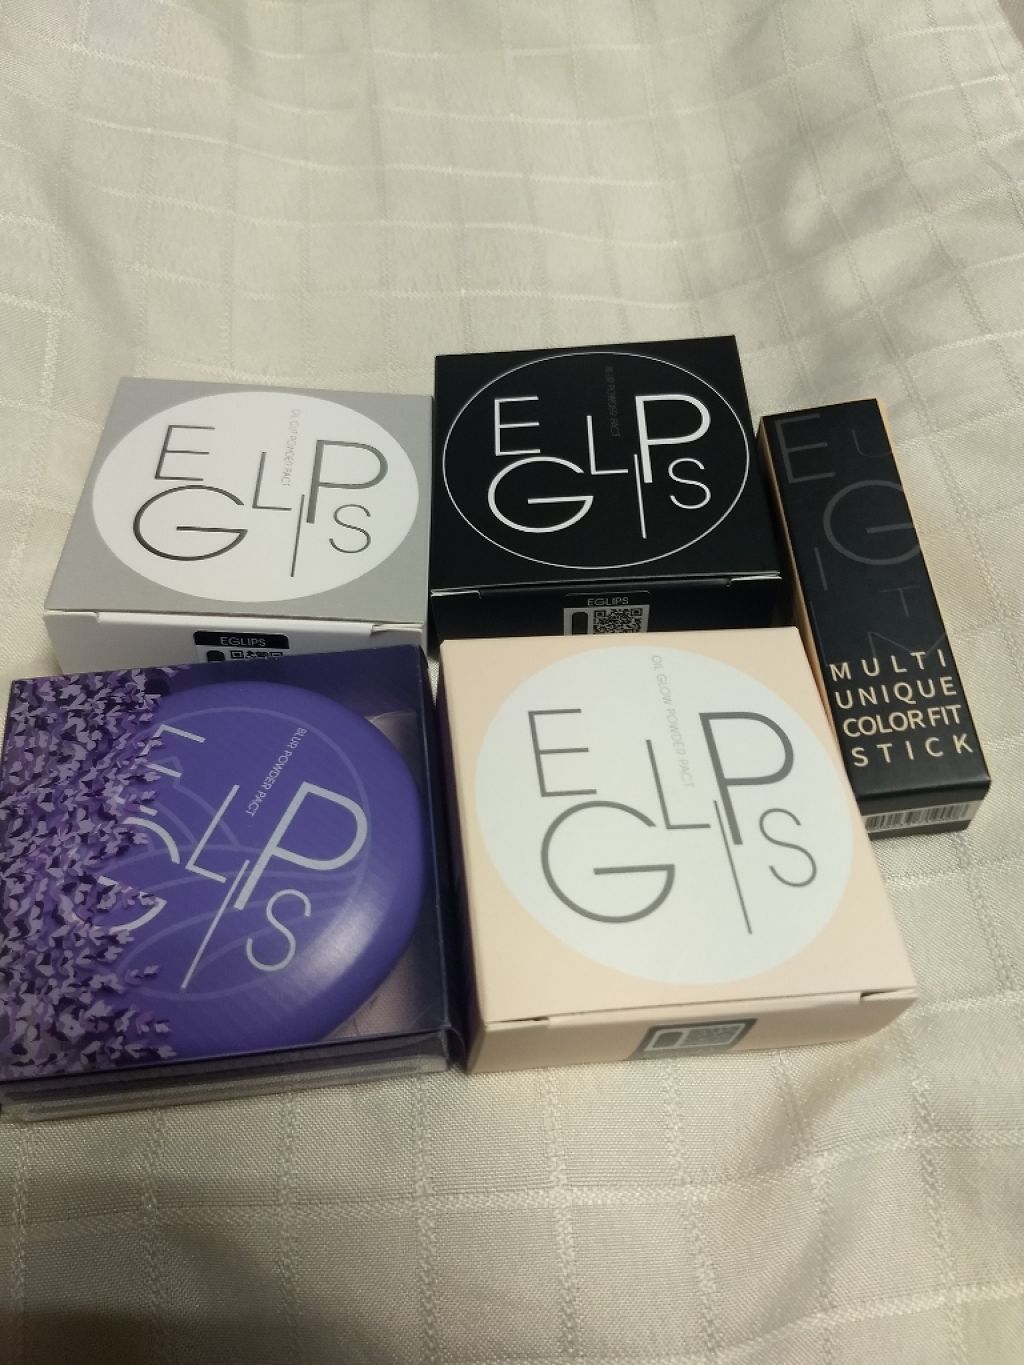 EGLIPS
OIL CUT POWDER PACT
EGLIPS
EGLIPS
BLUR POWDER PACT
EGLIPS
MULTI
UNIQUE
COLOR FIT
STICK
EGLIPS
BLUR POWDER PACT
EGLIPS
OIL GLOW POWDER PACT